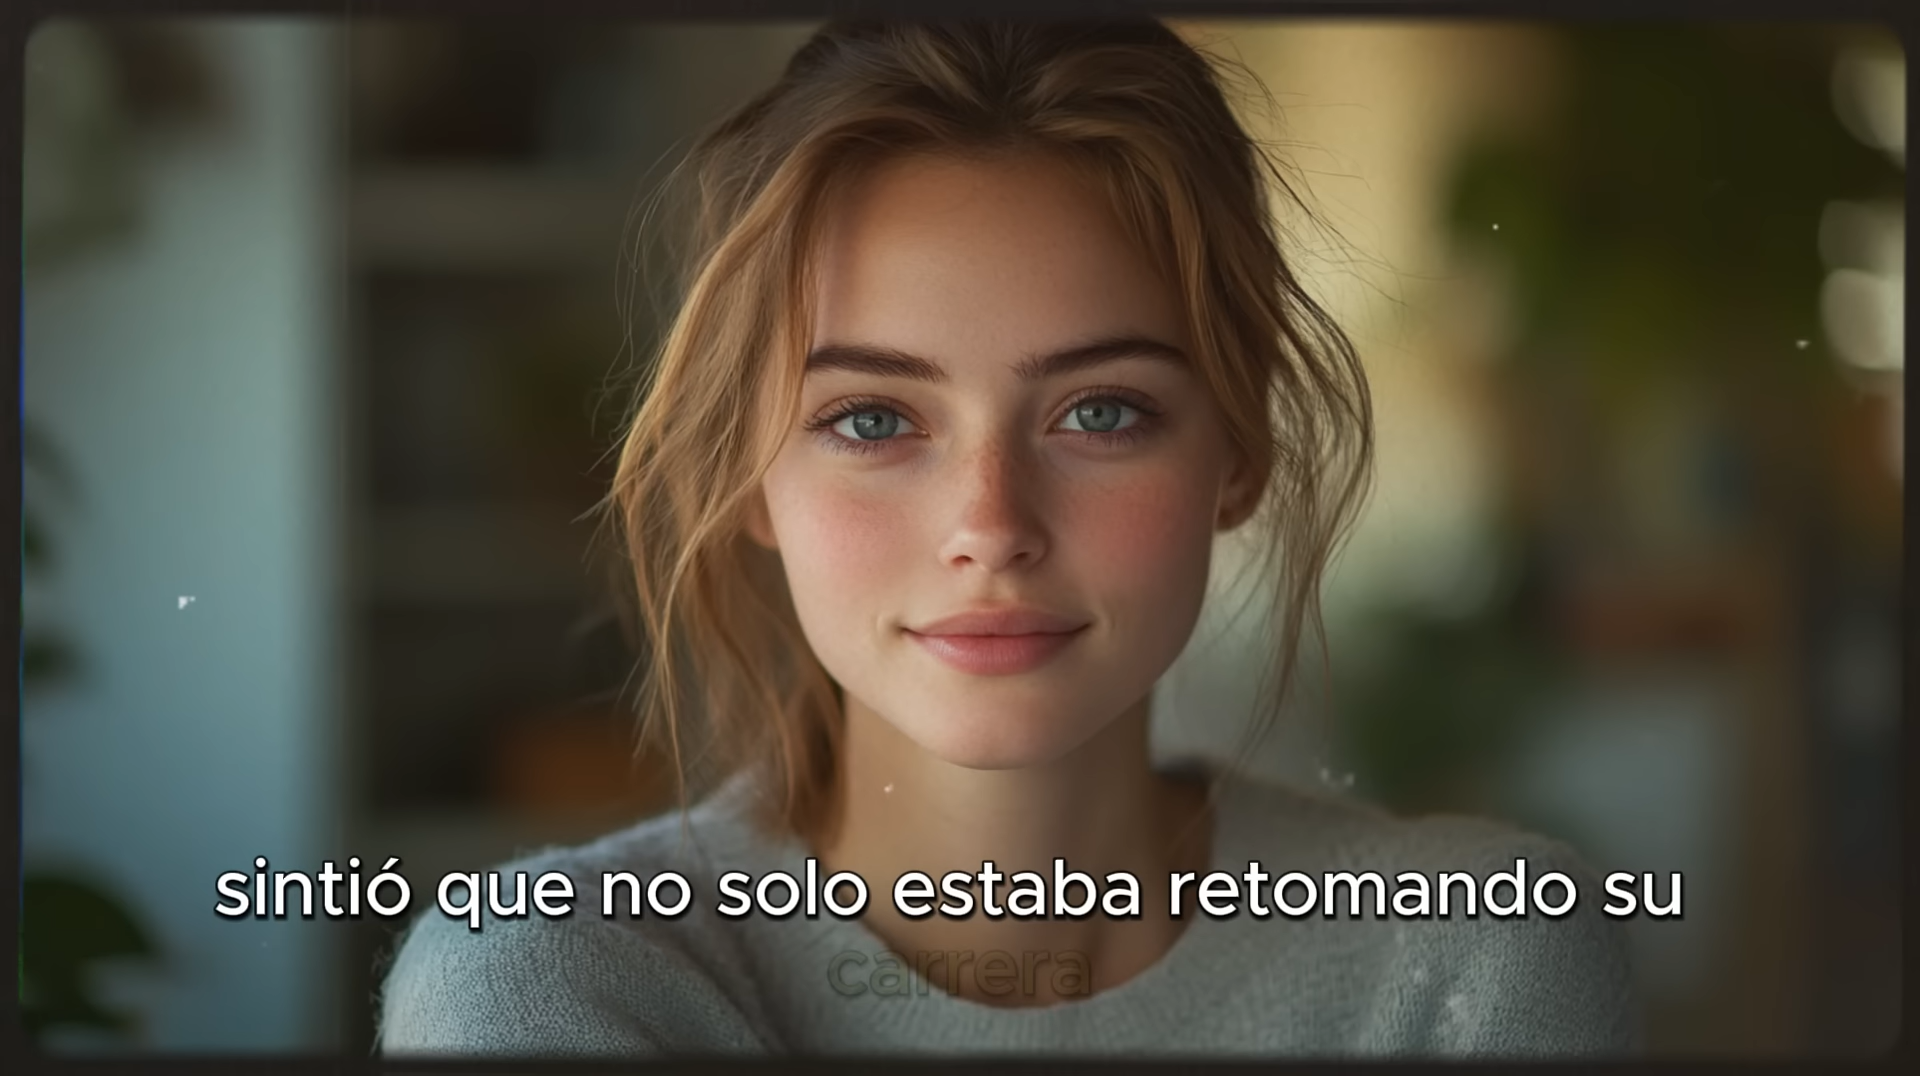 sintió que no solo estaba retomando su
carrera